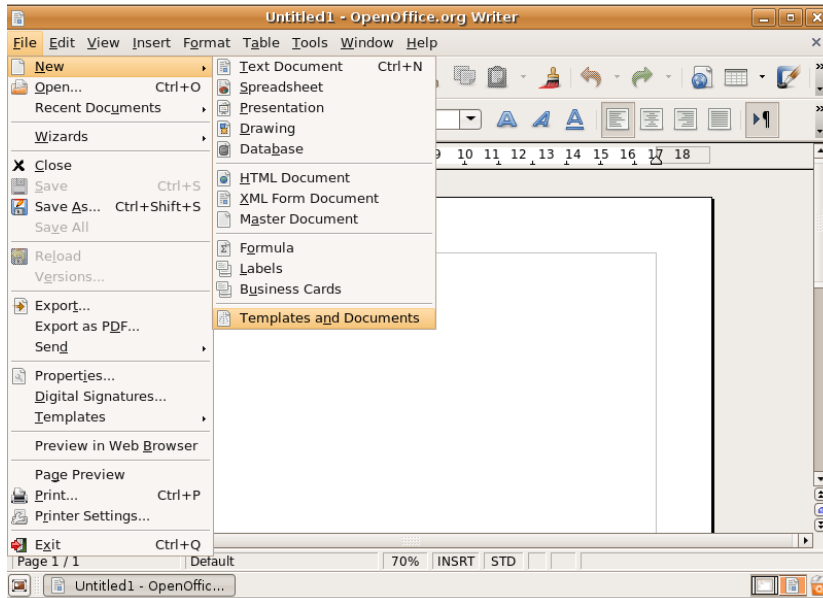 Untitled1 - OpenOffice.org Writer
File Edit View Insert Format Table Tools Window Help
New
Open... Ctrl+O
Recent Documents
Wizards
Close
Save Ctrl+S
Save As... Ctrl+Shift+S
Save All
Reload
Versions...
Export...
Export as PDF...
Send
Properties...
Digital Signatures...
Templates
Preview in Web Browser
Page Preview
Print... Ctrl+P
Printer Settings...
Exit Ctrl+Q
Text Document Ctrl+N
Spreadsheet
Presentation
Drawing
Database
HTML Document
XML Form Document
Master Document
Formula
Labels
Business Cards
Templates and Documents
A A A
9 10 11 12 13 14 15 16 17 18
Page 1 / 1 Default 70% INSRT STD
Untitled1 - OpenOffic...